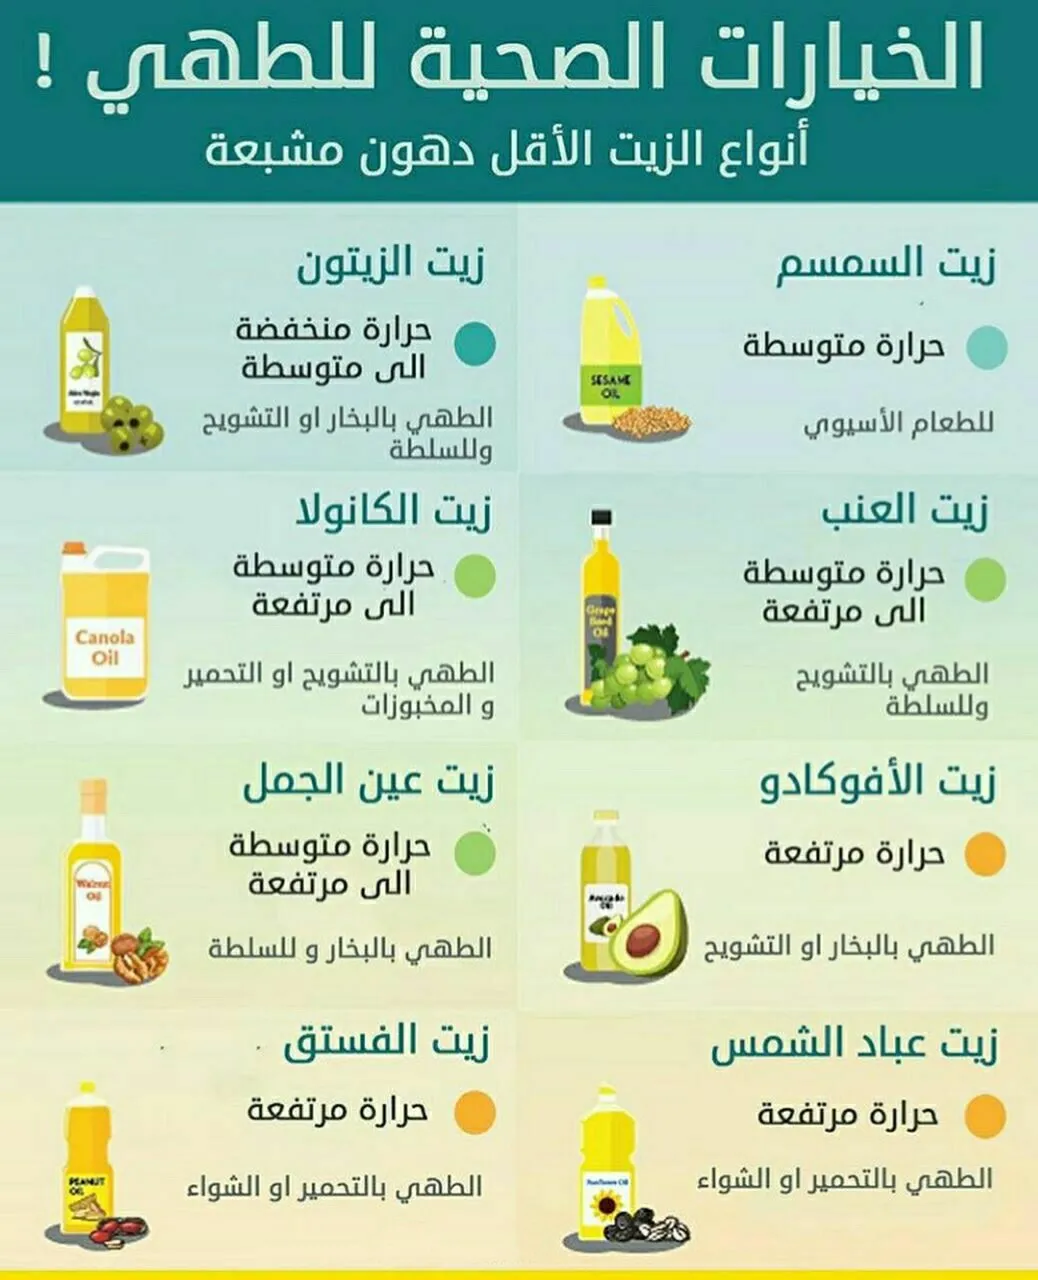 الخيارات الصحية للطهي !
أنواع الزيت الأقل دهون مشبعة
زيت السمسم
حرارة متوسطة
للطعام الأسيوي
SESAME
OIL
زيت الزيتون
حرارة منخفضة
الى متوسطة
الطهي بالبخار او التشويح
وللسلطة
زيت العنب
حرارة متوسطة
الى مرتفعة
الطهي بالتشويح
وللسلطة
Grape
Seed
Oil
زيت الكانولا
حرارة متوسطة
الى مرتفعة
الطهي بالتشويح او التحمير
و المخبوزات
Canola
Oil
زيت الأفوكادو
حرارة مرتفعة
الطهي بالبخار او التشويح
Avocado
Oil
زيت عين الجمل
حرارة متوسطة
الى مرتفعة
الطهي بالبخار و للسلطة
Walnut
Oil
زيت عباد الشمس
حرارة مرتفعة
الطهي بالتحمير او الشواء
Sunflower Oil
زيت الفستق
حرارة مرتفعة
الطهي بالتحمير او الشواء
PEANUT
OIL